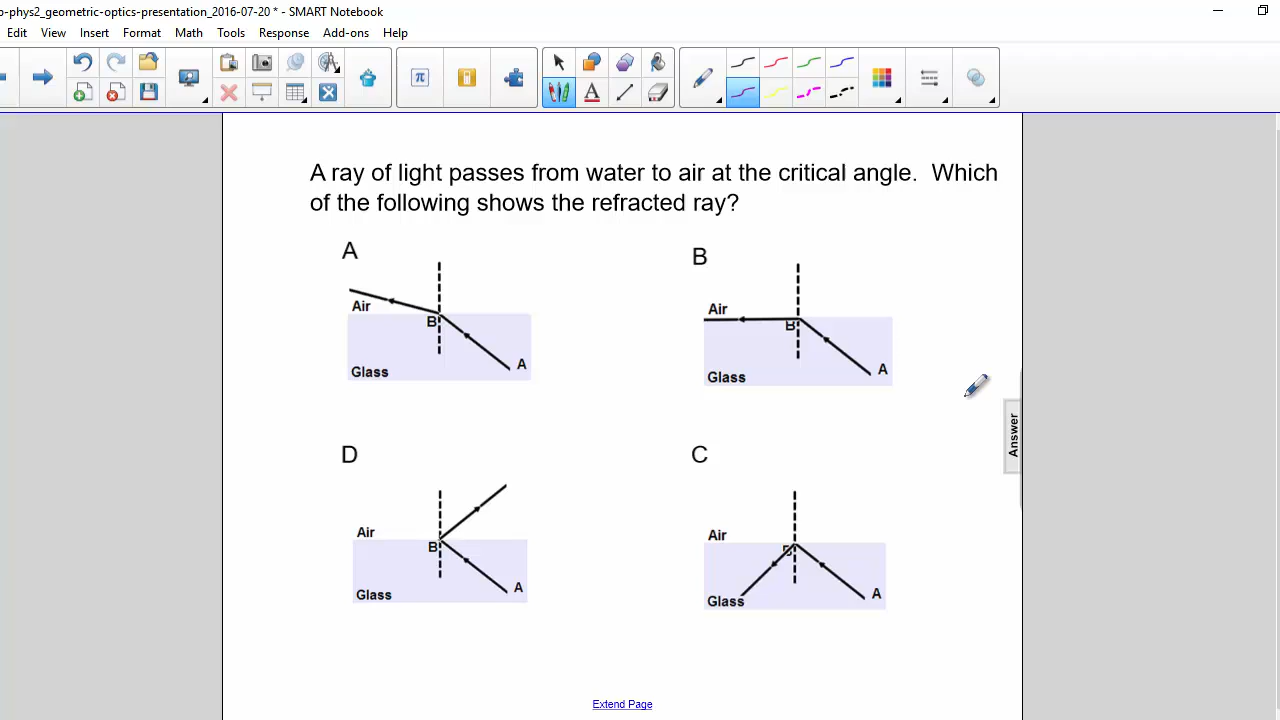 o-phys2_geometric-optics-presentation_2016-07-20 * - SMART Notebook
Edit View Insert Format Math Tools Response Add-ons Help
π
A
A ray of light passes from water to air at the critical angle. Which
of the following shows the refracted ray?
A
Air
B
Glass
A
B
Air
B
Glass
A
Answer
D
Air
B
Glass
A
C
Air
Glass
A
Extend Page